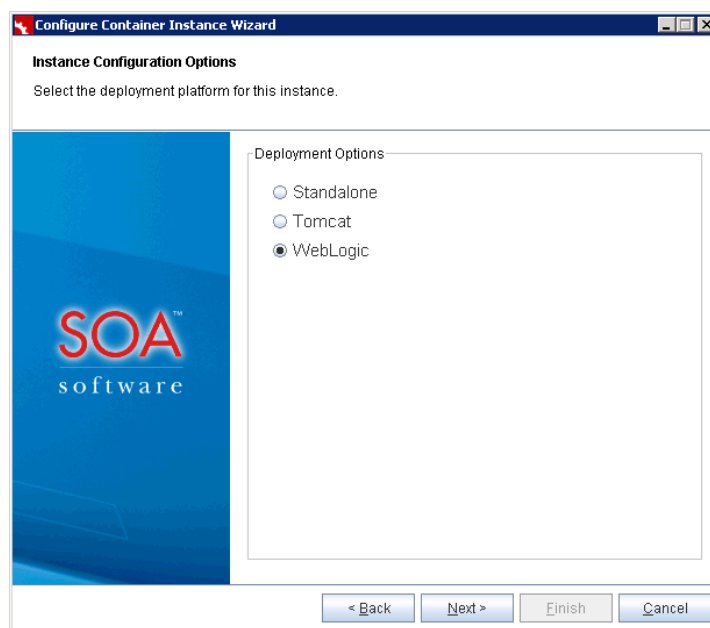 Configure Container Instance Wizard
Instance Configuration Options
Select the deployment platform for this instance.
Deployment Options
Standalone
Tomcat
WebLogic
SOA™
software
< Back
Next >
Finish
Cancel